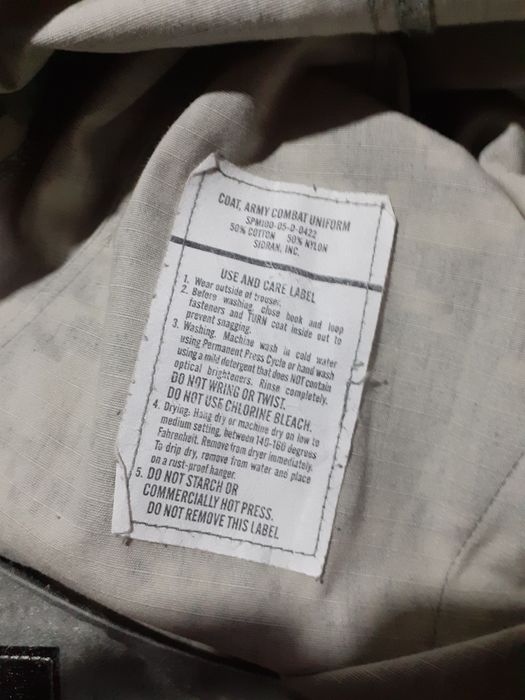 COAT, ARMY COMBAT UNIFORM
SPM100-05-D-0422
50% COTTON 50% NYLON
SIDRAN, INC.
USE AND CARE LABEL
1. Wear outside of trouser.
2. Before washing, close hook and loop
fasteners and TURN coat inside out to
prevent snagging.
3. Washing. Machine wash in cold water
using Permanent Press Cycle or hand wash
using a mild detergent that does NOT contain
optical brighteners. Rinse completely.
DO NOT WRING OR TWIST.
DO NOT USE CHLORINE BLEACH.
4. Drying: Hang dry or machine dry on low to
medium setting, between 140-160 degrees
Fahrenheit. Remove from dryer immediately.
To drip dry, remove from water and place
on a rust-proof hanger.
5. DO NOT STARCH OR
COMMERCIALLY HOT PRESS.
DO NOT REMOVE THIS LABEL